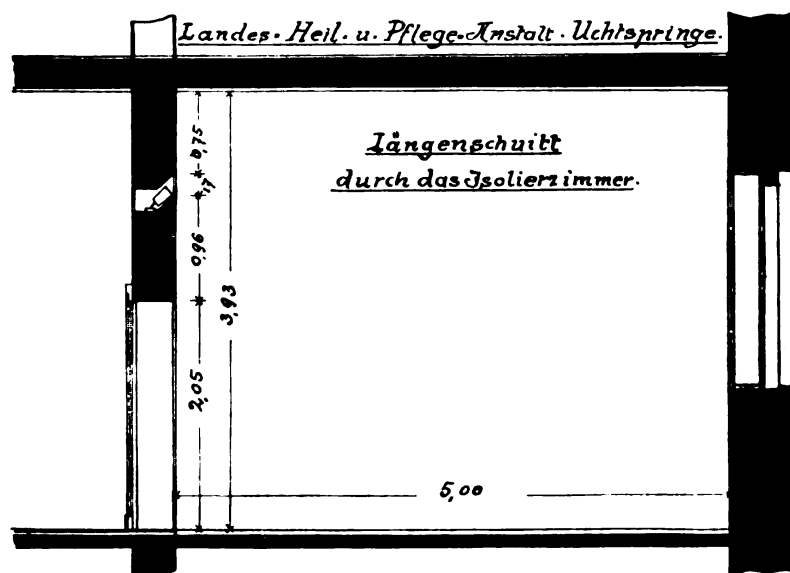 Landes-Heil. u. Pflege-Anstalt. Uchtspringe.
Längenschnitt
durch das Isolierzimmer.
0,75
17
0,96
3,93
2,05
5,00